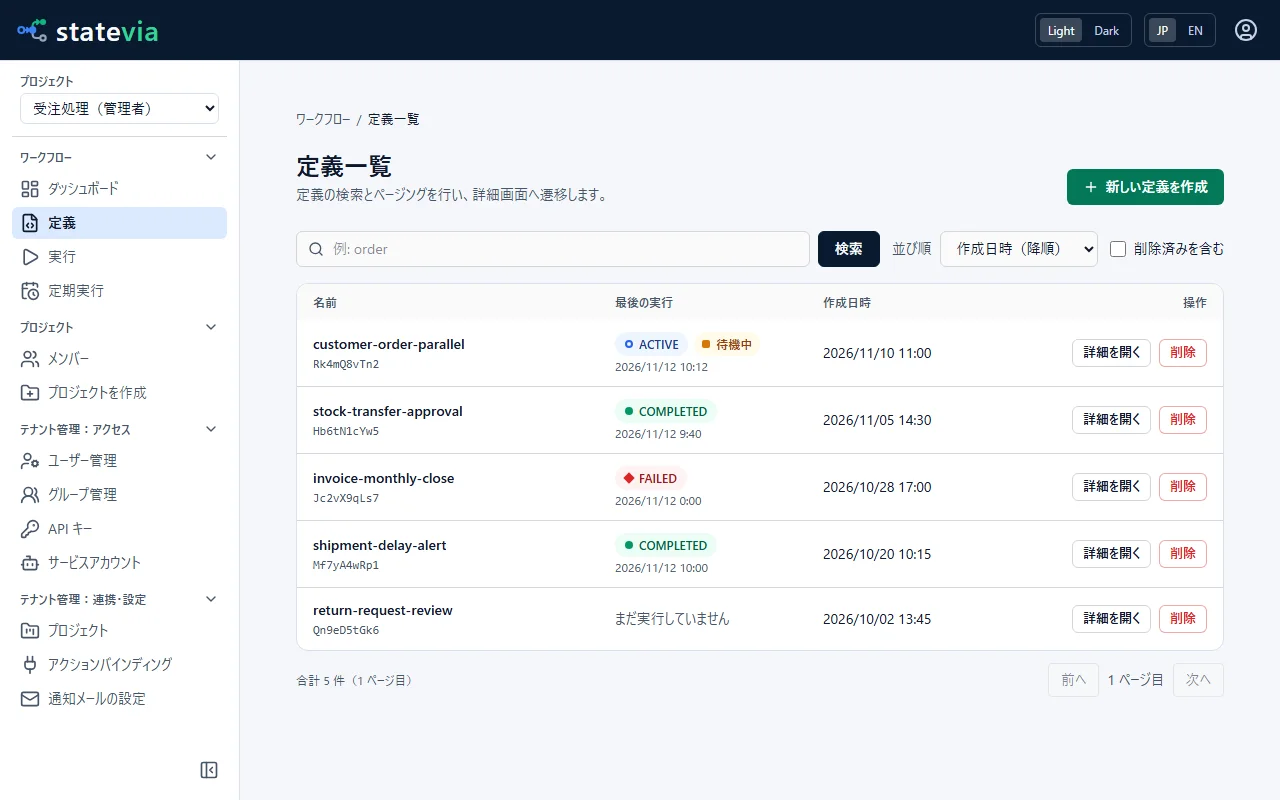 statevia
Light Dark JP EN
プロジェクト
受注処理（管理者）
ワークフロー
ダッシュボード
定義
実行
定期実行
プロジェクト
メンバー
プロジェクトを作成
テナント管理：アクセス
ユーザー管理
グループ管理
API キー
サービスアカウント
テナント管理：連携・設定
プロジェクト
アクションバインディング
通知メールの設定
ワークフロー / 定義一覧
定義一覧
定義の検索とページングを行い、詳細画面へ遷移します。
＋ 新しい定義を作成
例: order 検索 並び順 作成日時（降順） 削除済みを含む
名前 最後の実行 作成日時 操作
customer-order-parallel ACTIVE 待機中 2026/11/10 11:00 詳細を開く 削除
Rk4mQ8vTn2 2026/11/12 10:12
stock-transfer-approval COMPLETED 2026/11/05 14:30 詳細を開く 削除
Hb6tN1cYw5 2026/11/12 9:40
invoice-monthly-close FAILED 2026/10/28 17:00 詳細を開く 削除
Jc2vX9qLs7 2026/11/12 0:00
shipment-delay-alert COMPLETED 2026/10/20 10:15 詳細を開く 削除
Mf7yA4wRp1 2026/11/12 10:00
return-request-review まだ実行していません 2026/10/02 13:45 詳細を開く 削除
Qn9eD5tGk6
合計 5 件（1 ページ目） 前へ 1 ページ目 次へ